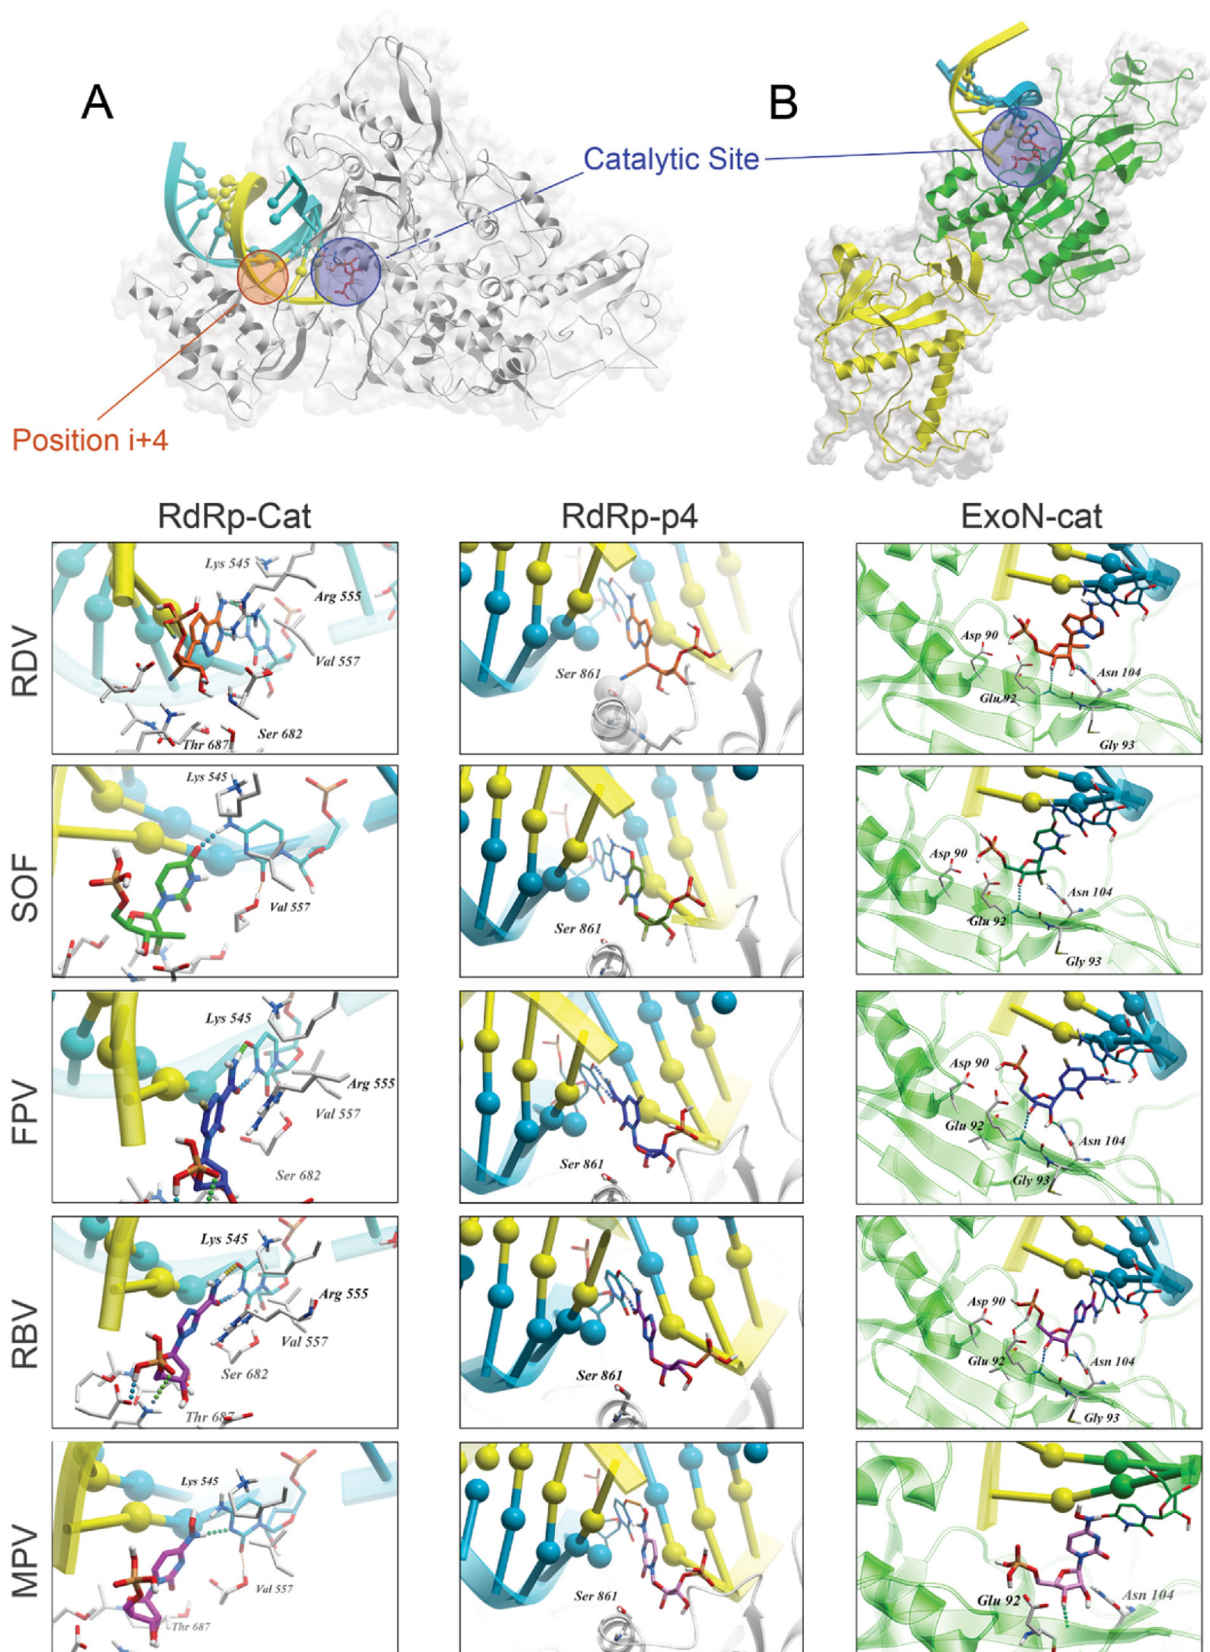 A
B
Catalytic Site
Position i+4
RdRp-Cat
RdRp-p4
ExoN-cat
RDV
Lys 545
Arg 555
Val 557
Ser 682
Thr 687
Ser 861
Asp 90
Asn 104
Glu 92
Gly 93
SOF
Lys 545
Val 557
Ser 861
Asp 90
Asn 104
Glu 92
Gly 93
FPV
Lys 545
Arg 555
Val 557
Ser 682
Ser 861
Asp 90
Glu 92
Asn 104
Gly 93
RBV
Lys 545
Arg 555
Val 557
Ser 682
Thr 687
Ser 861
Asp 90
Glu 92
Asn 104
Gly 93
MPV
Lys 545
Val 557
Thr 687
Ser 861
Glu 92
Asn 104